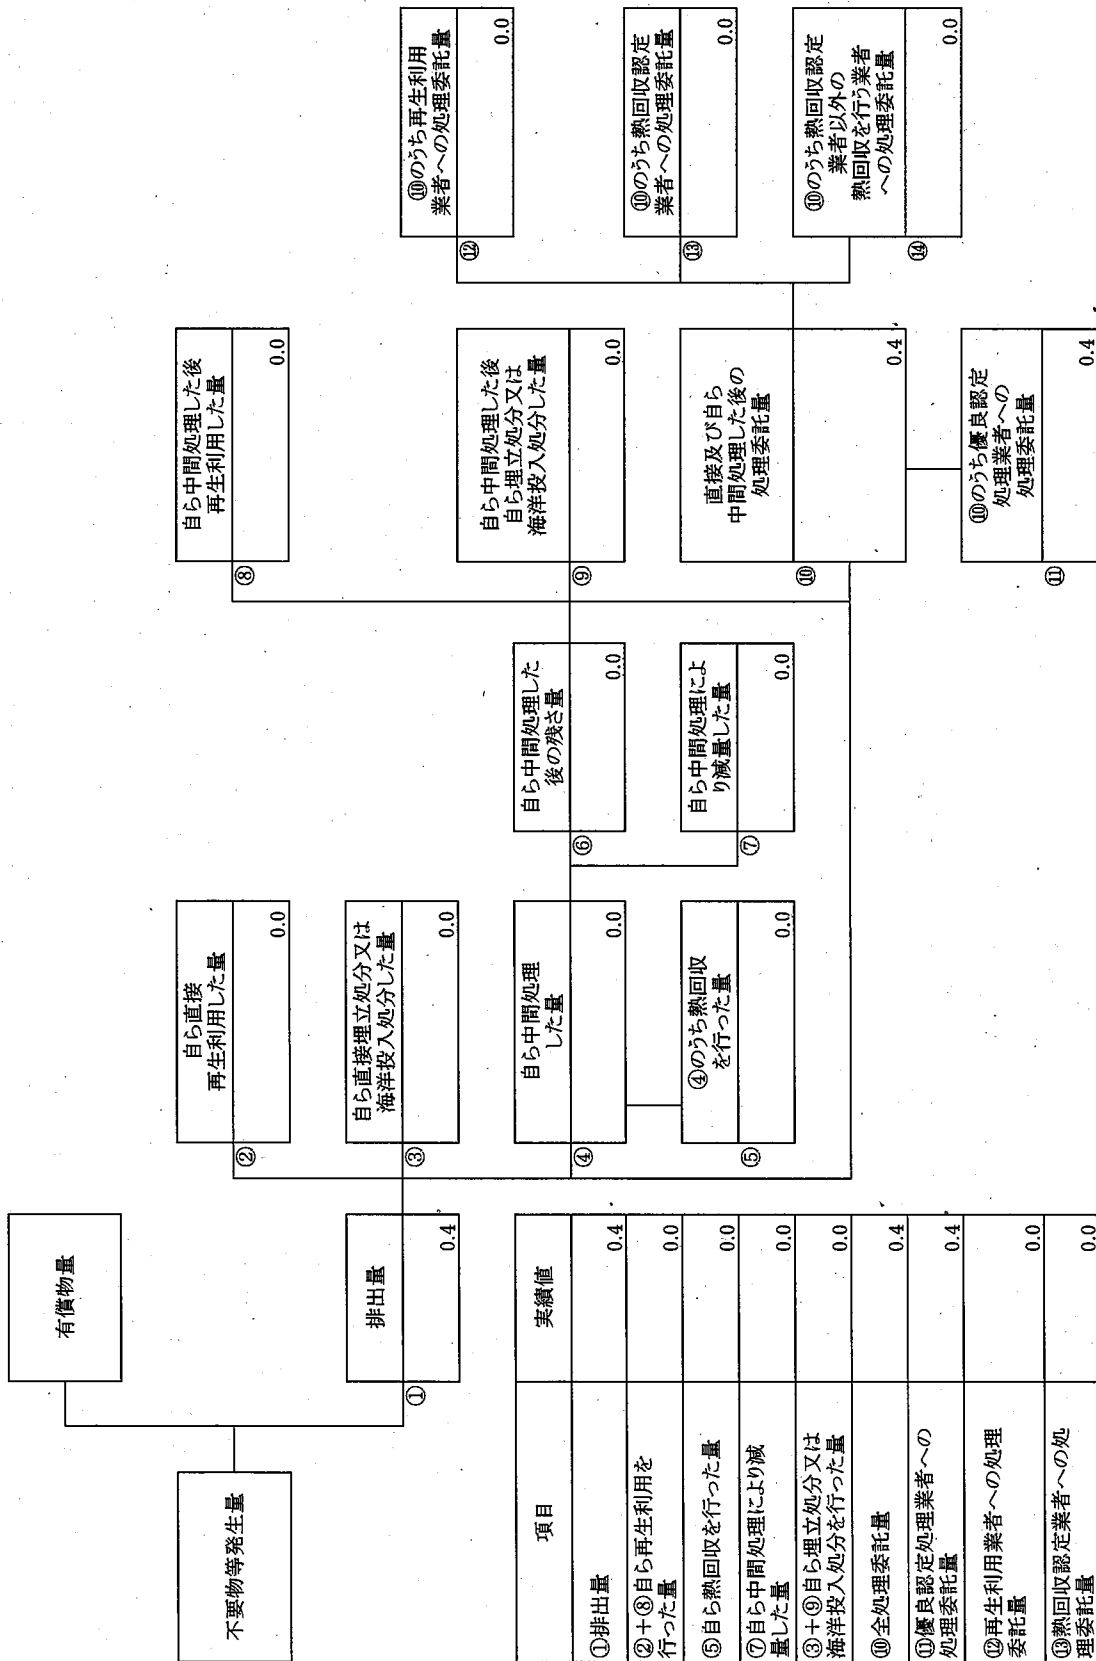 不要物等発生量
有償物量
①
排出量
0.4
②
自ら直接
再生利用した量
0.0
③
自ら直接埋立処分又は
海洋投入処分した量
0.0
④
自ら中間処理
した量
0.0
⑤
④のうち熱回収
を行った量
0.0
⑥
自ら中間処理した
後の残さ量
0.0
⑦
自ら中間処理によ
り減量した量
0.0
⑧
自ら中間処理した後
再生利用した量
0.0
⑨
自ら中間処理した後
自ら埋立処分又は
海洋投入処分した量
0.0
⑩
直接及び自ら
中間処理した後の
処理委託量
0.4
⑪
⑩のうち優良認定
処理業者への
処理委託量
0.4
⑫
⑩のうち再生利用
業者への処理委託量
0.0
⑬
⑩のうち熱回収認定
業者への処理委託量
0.0
⑭
⑩のうち熱回収認定
業者以外の
熱回収を行う業者
への処理委託量
0.0
項目
実績値
①排出量
0.4
②+⑧自ら再生利用を
行った量
0.0
⑤自ら熱回収を行った量
0.0
⑦自ら中間処理により減
量した量
0.0
③+⑨自ら埋立処分又は
海洋投入処分を行った量
0.0
⑩全処理委託量
0.4
⑪優良認定処理業者への
処理委託量
0.4
⑫再生利用業者への処理
委託量
0.0
⑬熱回収認定業者への処
理委託量
0.0